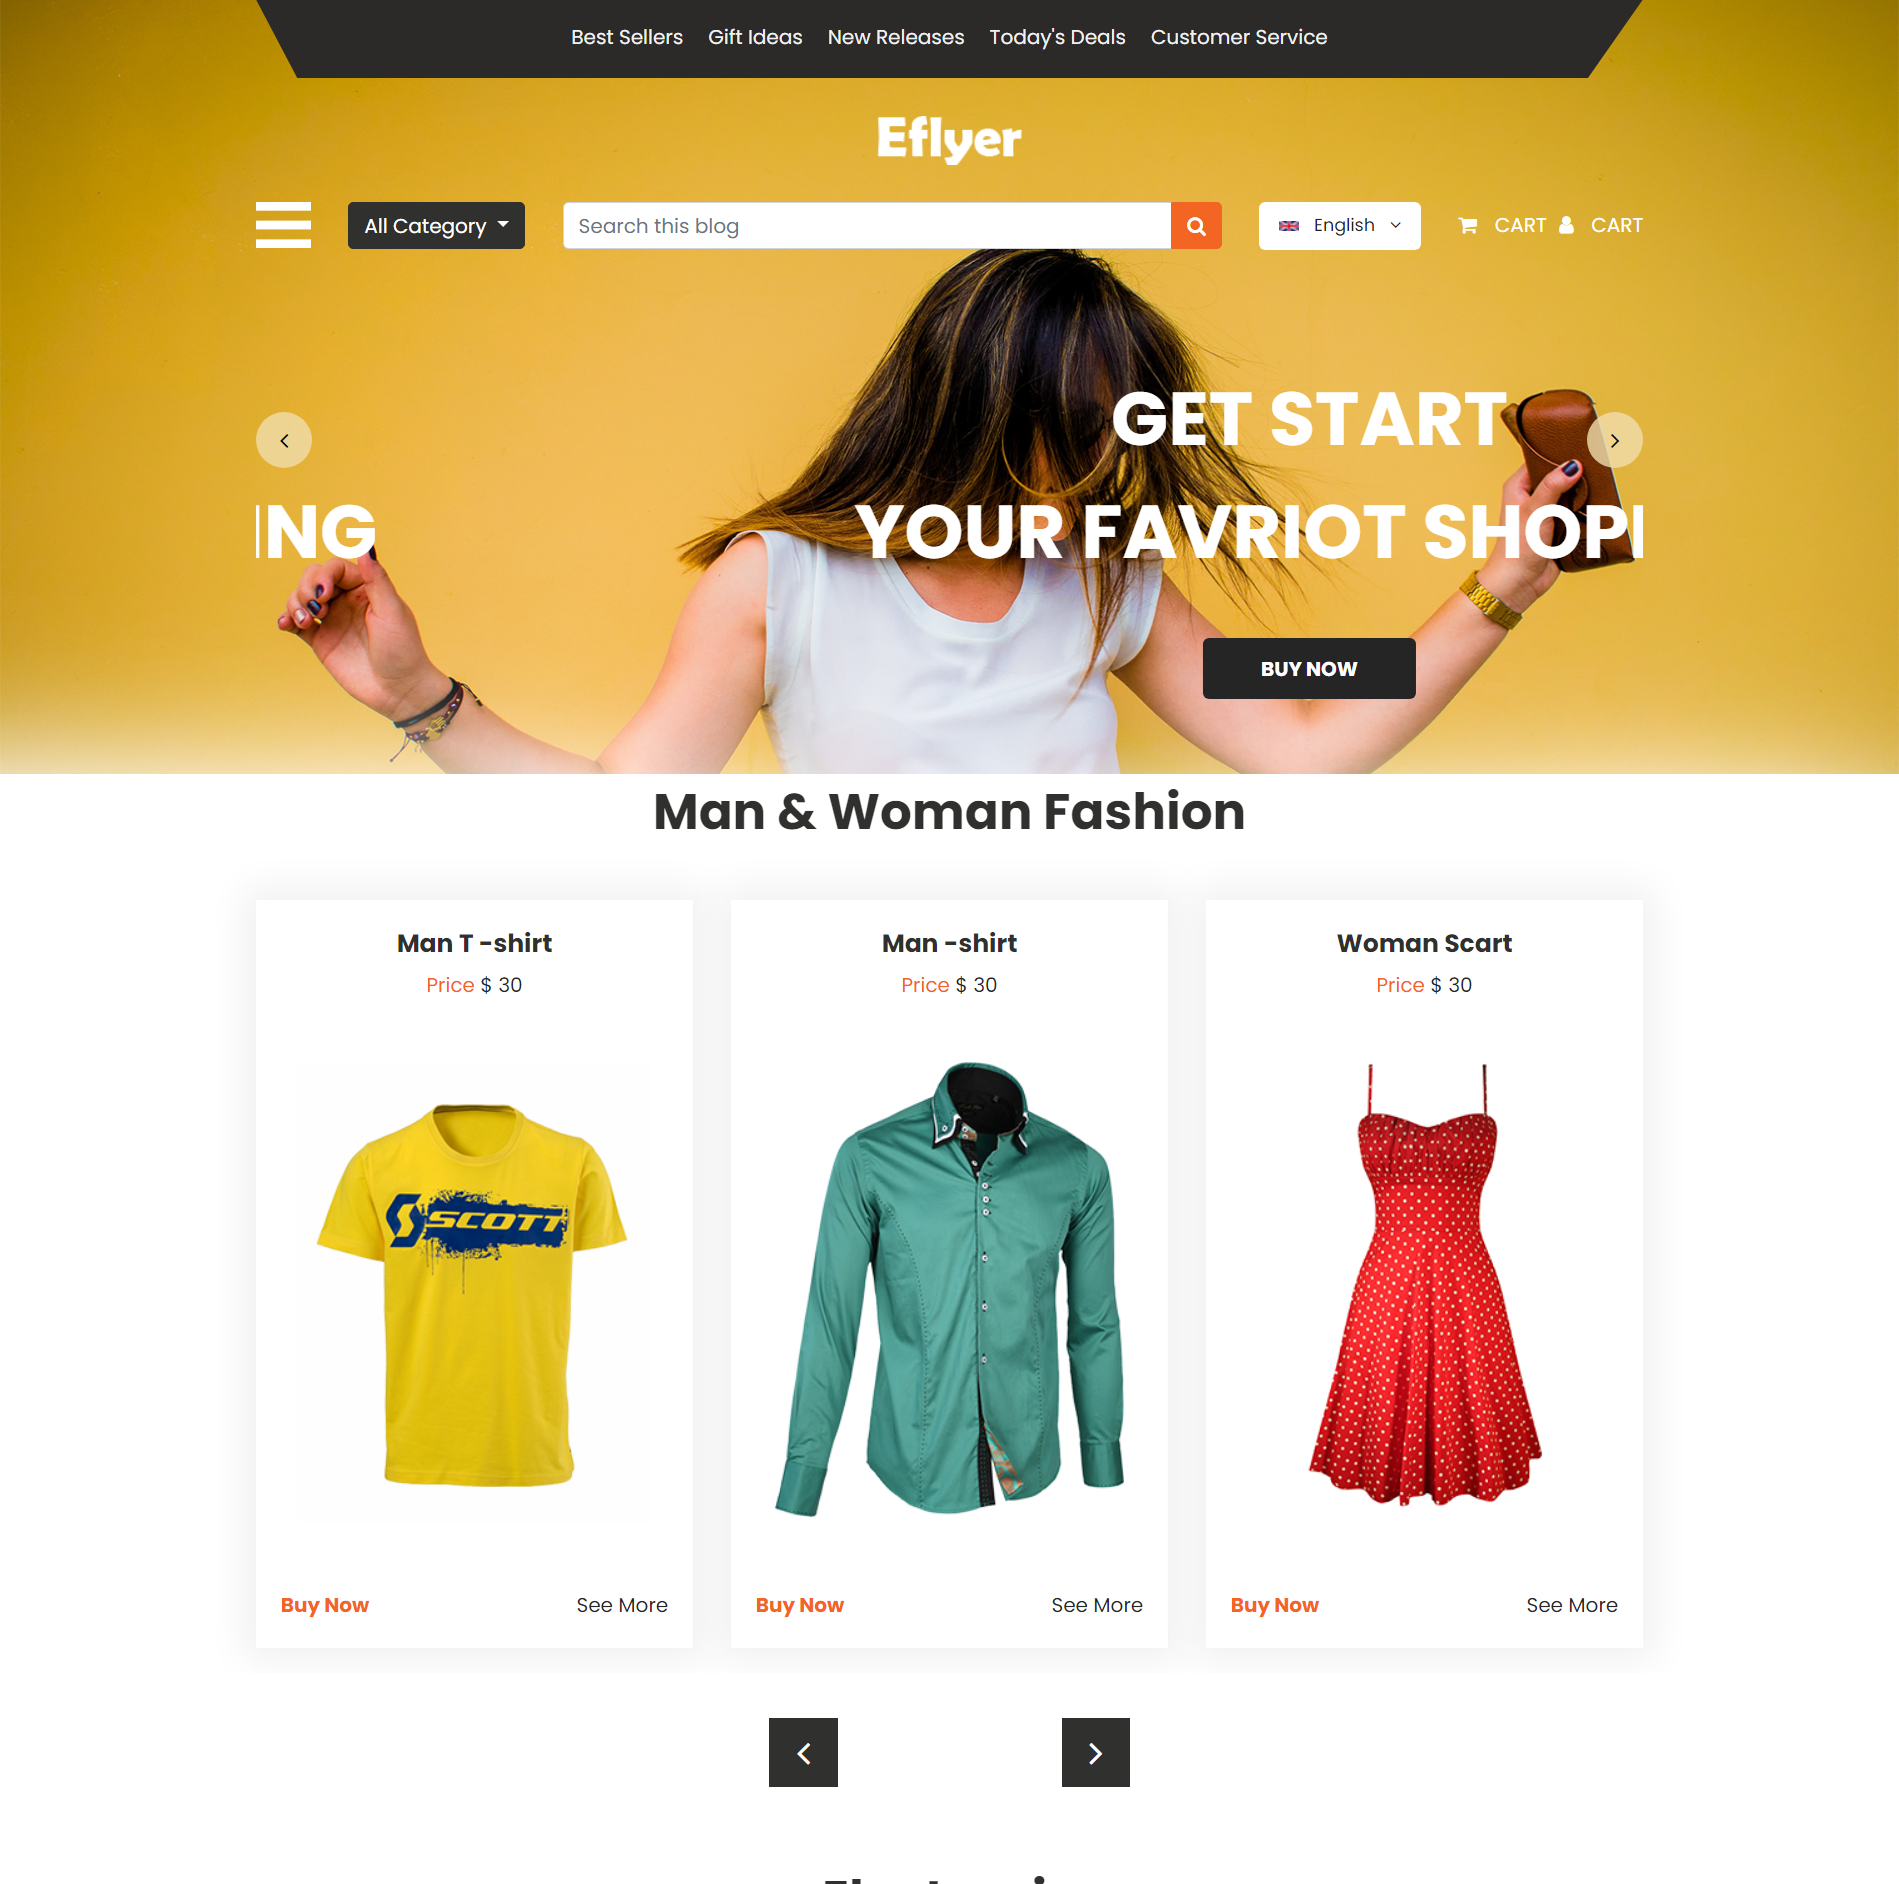 Best Sellers Gift Ideas New Releases Today's Deals Customer Service
Eflyer
All Category Search this blog English CART CART
GET START
ING YOUR FAVRIOT SHOP
BUY NOW
Man & Woman Fashion
Man T -shirt Man -shirt Woman Scart
Price $ 30 Price $ 30 Price $ 30
SCOTT
Buy Now See More Buy Now See More Buy Now See More